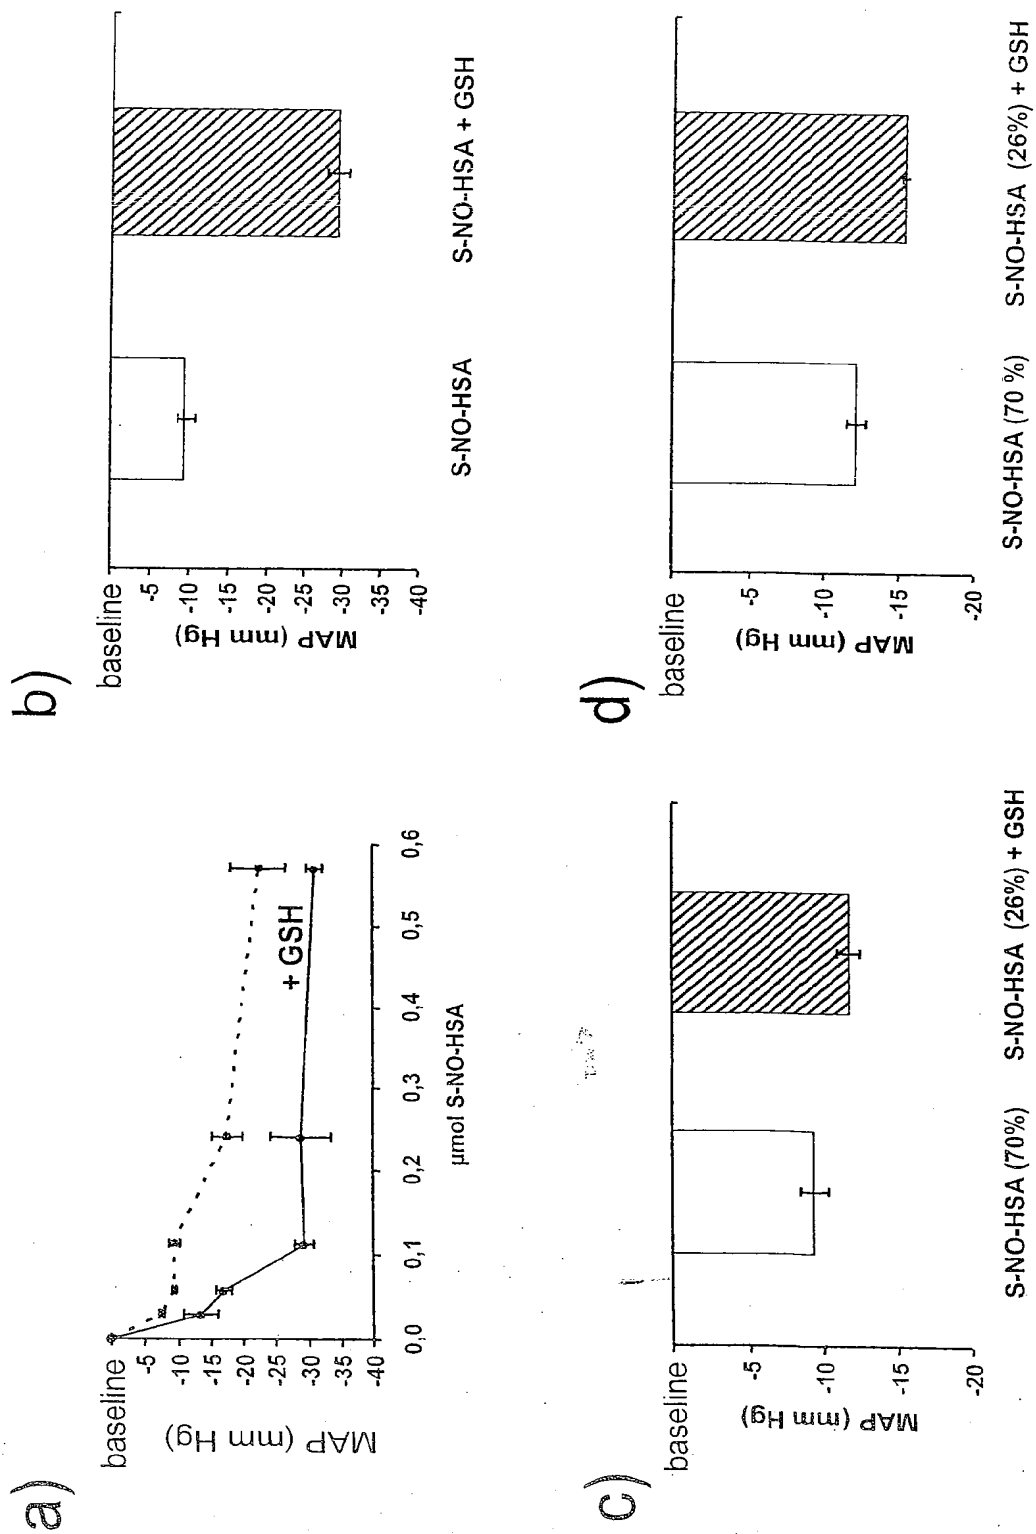 a)
baseline
-5
-10
-15
-20
-25
-30
-35
-40
MAP (mm Hg)
0,0
0,1
0,2
0,3
0,4
0,5
0,6
+ GSH
µmol S-NO-HSA
b)
baseline
-5
-10
-15
-20
-25
-30
-35
-40
MAP (mm Hg)
S-NO-HSA
S-NO-HSA + GSH
c)
baseline
-5
-10
-15
-20
MAP (mm Hg)
S-NO-HSA (70%)
S-NO-HSA (26%) + GSH
d)
baseline
-5
-10
-15
-20
MAP (mm Hg)
S-NO-HSA (70 %)
S-NO-HSA (26%) + GSH